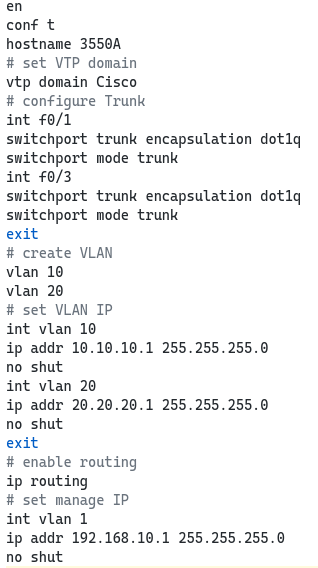 en
conf t
hostname 3550A
# set VTP domain
vtp domain Cisco
# configure Trunk
int f0/1
switchport trunk encapsulation dot1q
switchport mode trunk
int f0/3
switchport trunk encapsulation dot1q
switchport mode trunk
exit
# create VLAN
vlan 10
vlan 20
# set VLAN IP
int vlan 10
ip addr 10.10.10.1 255.255.255.0
no shut
int vlan 20
ip addr 20.20.20.1 255.255.255.0
no shut
exit
# enable routing
ip routing
# set manage IP
int vlan 1
ip addr 192.168.10.1 255.255.255.0
no shut